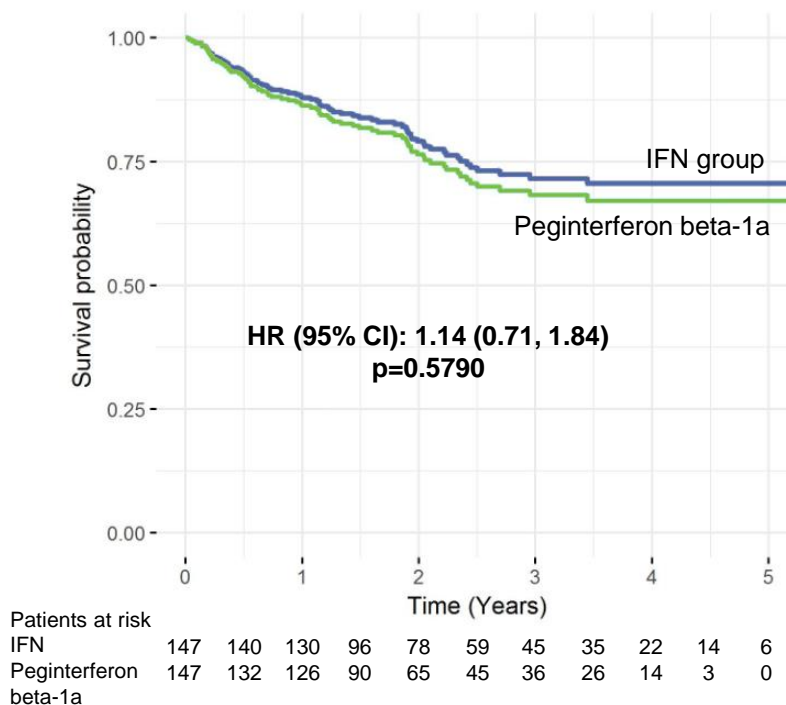 1.00
0.75
0.50
0.25
0.00
Survival probability
IFN group
Peginterferon beta-1a
HR (95% CI): 1.14 (0.71, 1.84)
p=0.5790
0 1 2 3 4 5
Time (Years)
Patients at risk
IFN 147 140 130 96 78 59 45 35 22 14 6
Peginterferon 147 132 126 90 65 45 36 26 14 3 0
beta-1a